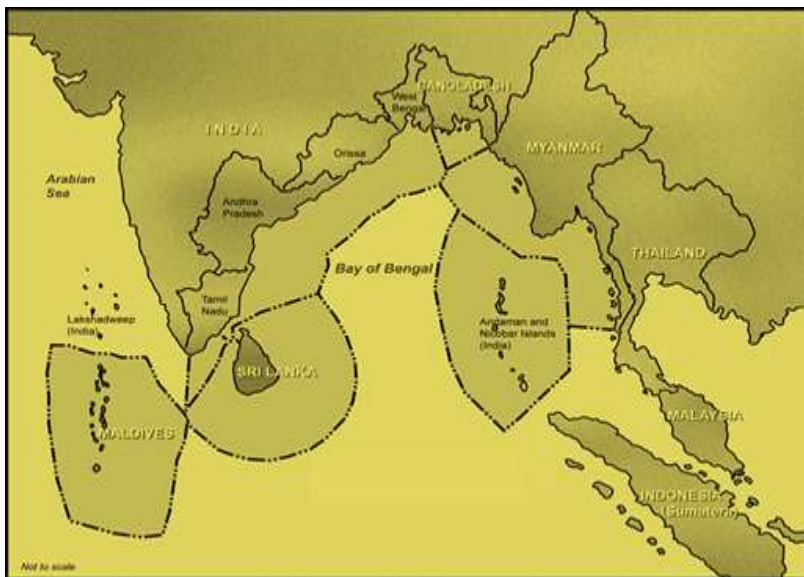 BANGLADESH
West
Bengal
INDIA
Orissa
MYANMAR
Arabian
Sea
Andhra
Pradesh
THAILAND
Bay of Bengal
Tamil
Nadu
Lakshadweep
(India)
Andaman and
Nicobar Islands
(India)
SRI LANKA
MALAYSIA
MALDIVES
INDONESIA
(Sumatera)
Not to scale